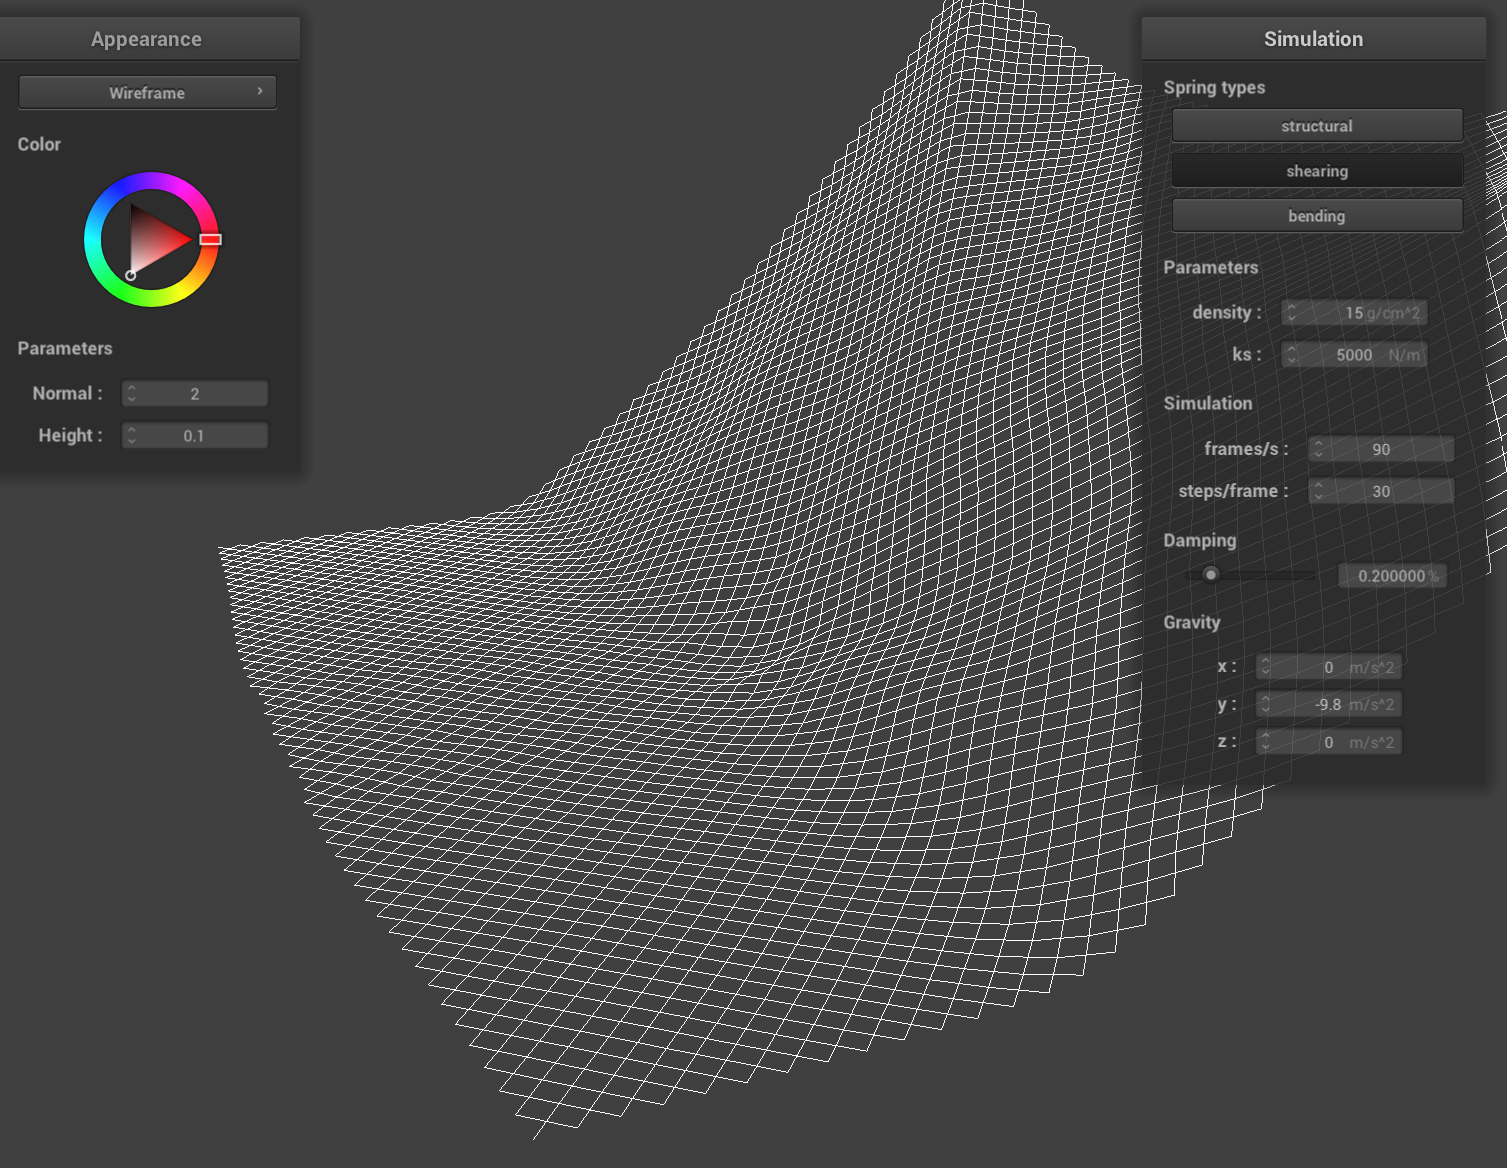 Appearance
Wireframe ›
Color
Parameters
Normal : 2
Height : 0.1
Simulation
Spring types
structural
shearing
bending
Parameters
density : 15 g/cm^2
ks : 5000 N/m
Simulation
frames/s : 90
steps/frame : 30
Damping
0.200000 %
Gravity
x : 0 m/s^2
y : -9.8 m/s^2
z : 0 m/s^2